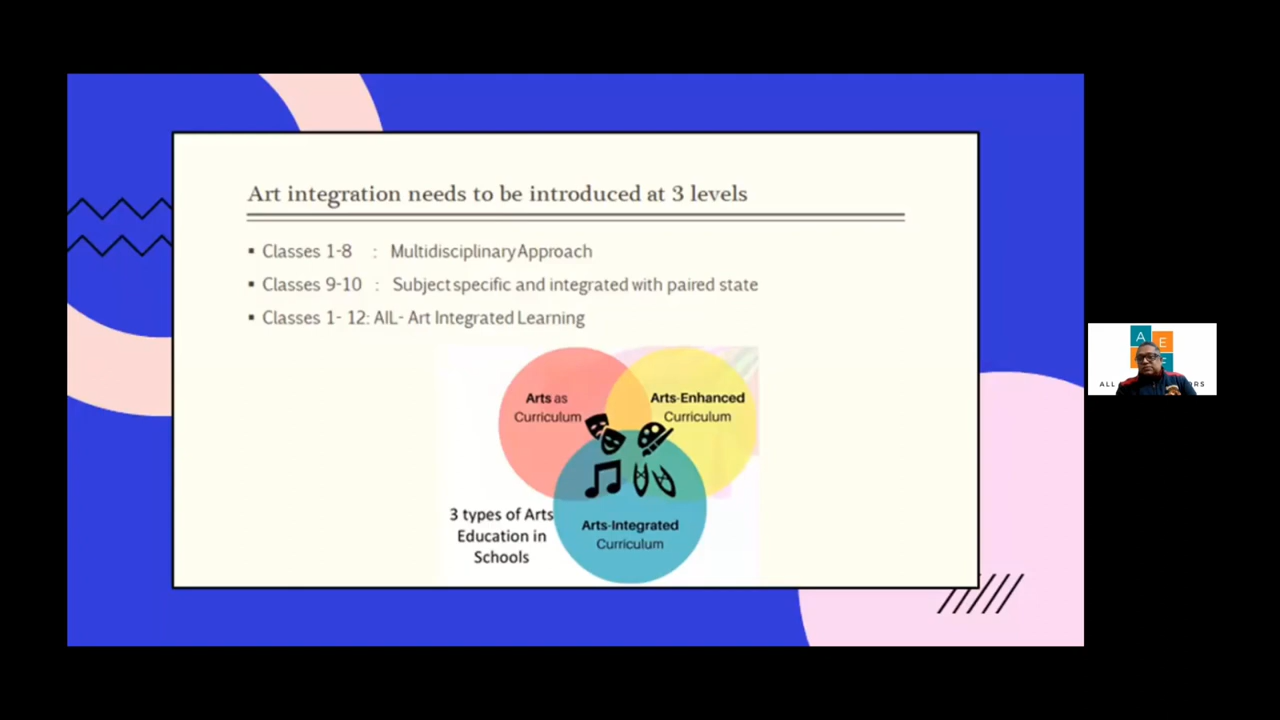 Art integration needs to be introduced at 3 levels
▪ Classes 1-8 : Multidisciplinary Approach
▪ Classes 9-10 : Subject specific and integrated with paired state
▪ Classes 1- 12: AIL- Art Integrated Learning
Arts as
Curriculum
Arts-Enhanced
Curriculum
3 types of Arts
Education in
Schools
Arts-Integrated
Curriculum
A
E
ALL
ORS